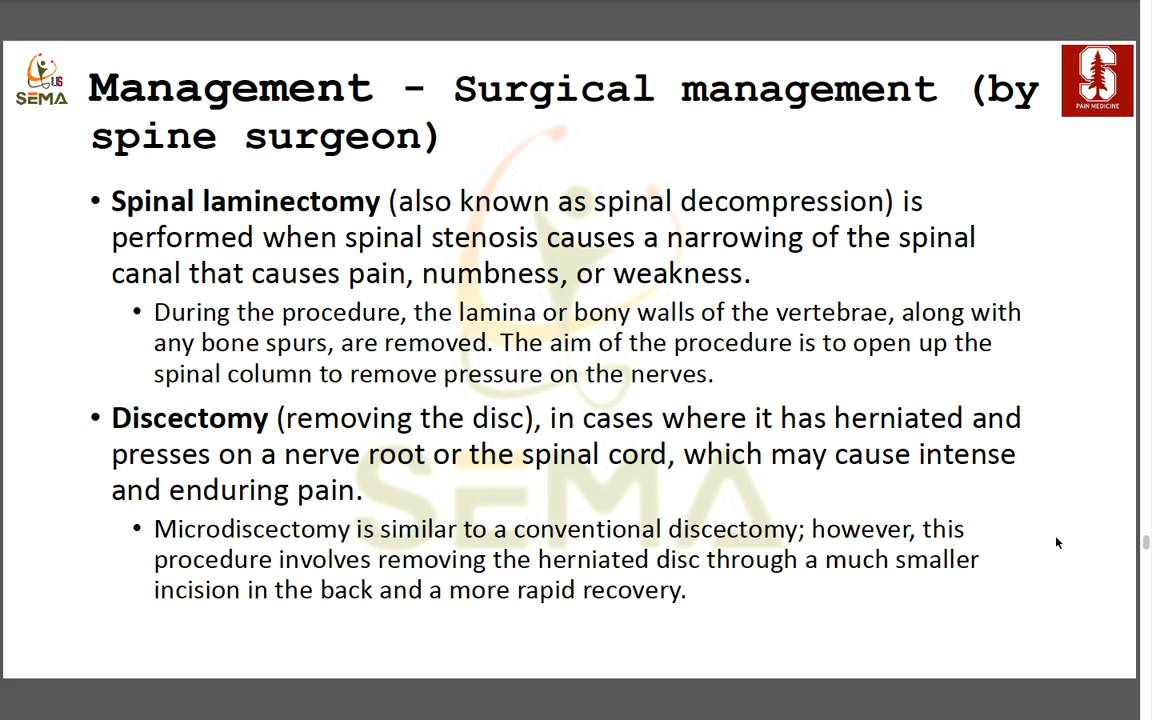 US
SEMA
Management - Surgical management (by
spine surgeon)
S
PAIN MEDICINE
• Spinal laminectomy (also known as spinal decompression) is
performed when spinal stenosis causes a narrowing of the spinal
canal that causes pain, numbness, or weakness.
• During the procedure, the lamina or bony walls of the vertebrae, along with
any bone spurs, are removed. The aim of the procedure is to open up the
spinal column to remove pressure on the nerves.
• Discectomy (removing the disc), in cases where it has herniated and
presses on a nerve root or the spinal cord, which may cause intense
and enduring pain.
• Microdiscectomy is similar to a conventional discectomy; however, this
procedure involves removing the herniated disc through a much smaller
incision in the back and a more rapid recovery.
SEMA